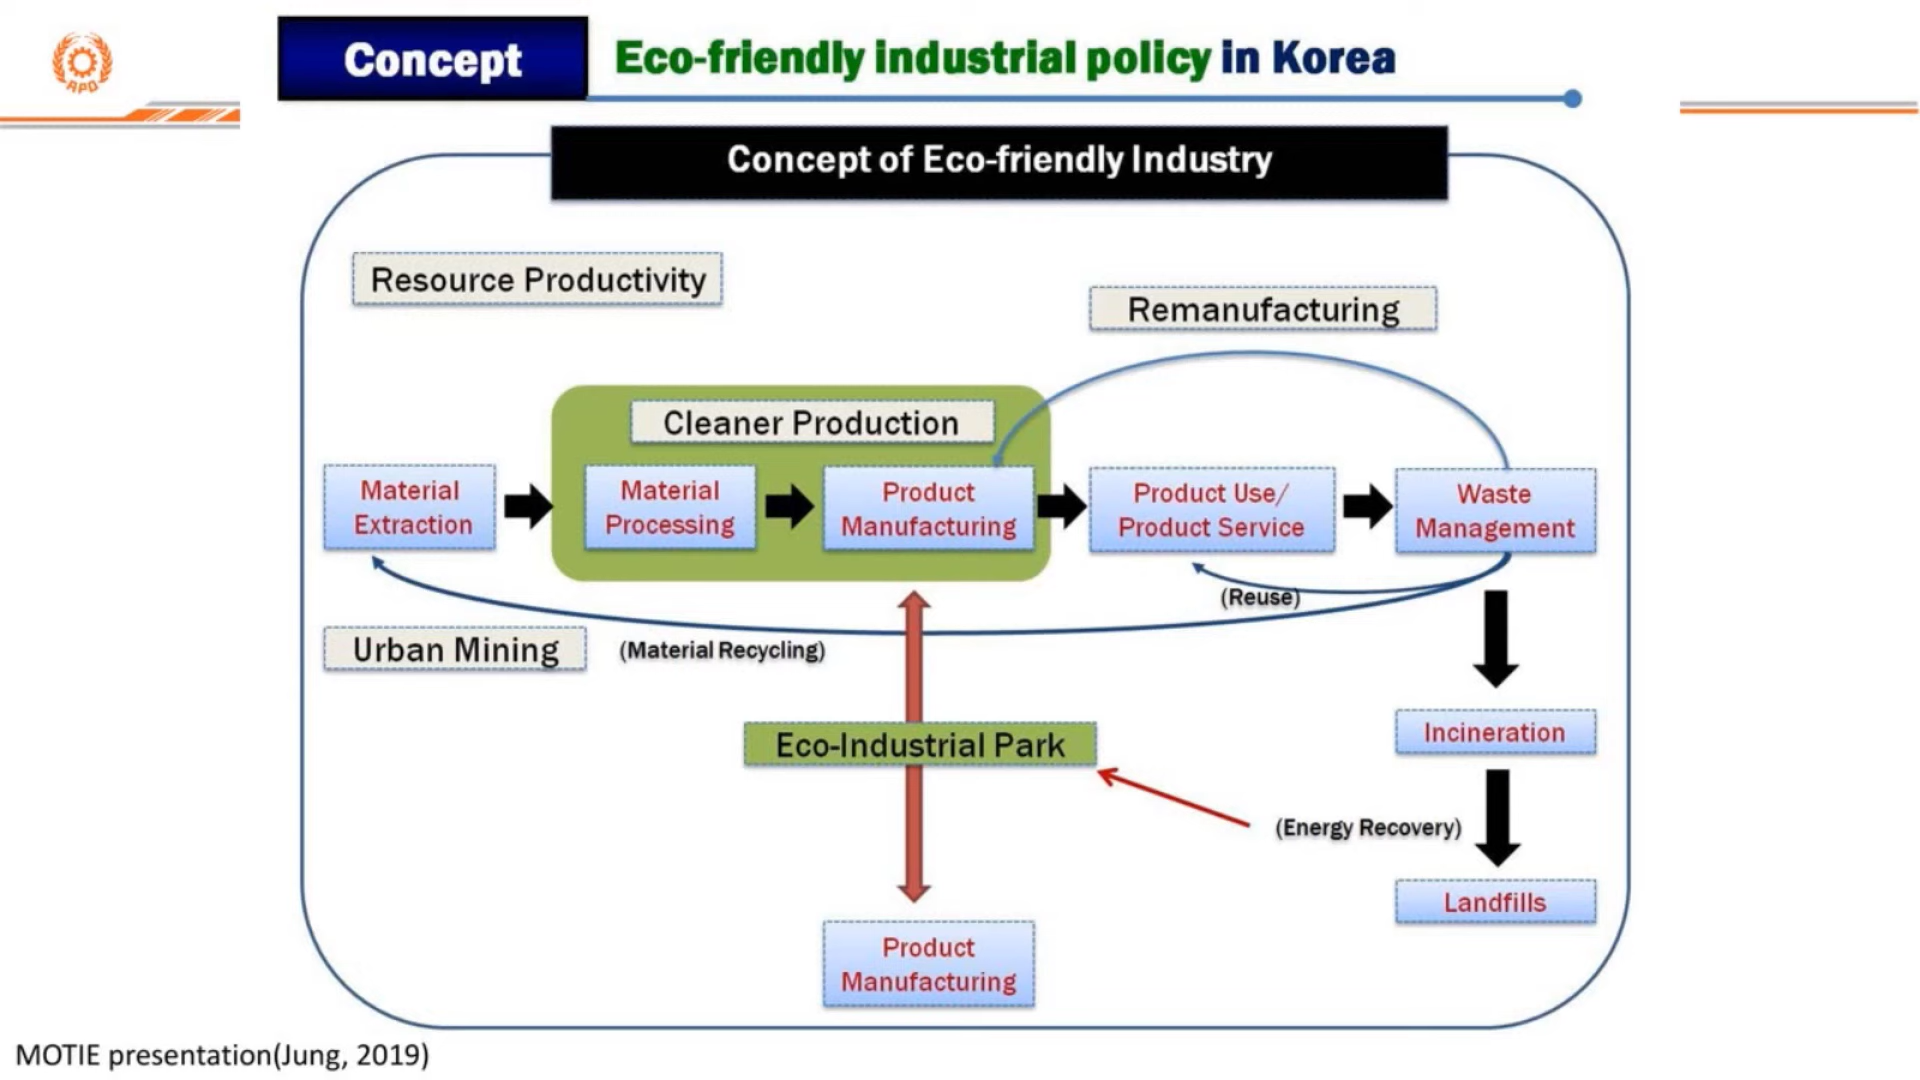 APO
Concept
Eco-friendly industrial policy in Korea
Concept of Eco-friendly Industry
Resource Productivity
Remanufacturing
Cleaner Production
Material
Extraction
Material
Processing
Product
Manufacturing
Product Use/
Product Service
Waste
Management
(Reuse)
Urban Mining
(Material Recycling)
Incineration
Eco-Industrial Park
(Energy Recovery)
Landfills
Product
Manufacturing
MOTIE presentation(Jung, 2019)